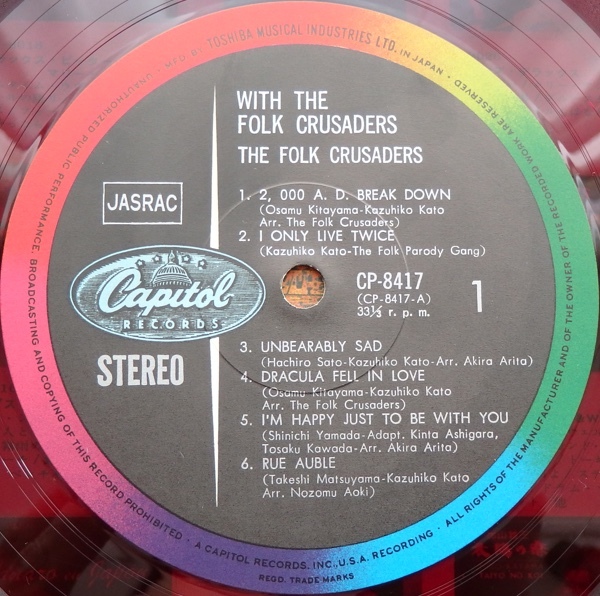 WITH THE
FOLK CRUSADERS
THE FOLK CRUSADERS
JASRAC
1. 2, 000 A. D. BREAK DOWN
(Osamu Kitayama-Kazuhiko Kato
Arr. The Folk Crusaders)
2. I ONLY LIVE TWICE
(Kazuhiko Kato-The Folk Parody Gang)
Capitol
RECORDS
CP-8417
(CP-8417-A)
33⅓ r. p. m.
1
STEREO
3. UNBEARABLY SAD
(Hachiro Sato-Kazuhiko Kato-Arr. Akira Arita)
4. DRACULA FELL IN LOVE
(Osamu Kitayama-Kazuhiko Kato
Arr. The Folk Crusaders)
5. I'M HAPPY JUST TO BE WITH YOU
(Shinichi Yamada-Adapt. Kinta Ashigara,
Tosaku Kawada-Arr. Akira Arita)
6. RUE AUBLE
(Takeshi Matsuyama-Kazuhiko Kato
Arr. Nozomu Aoki)
MFD. BY TOSHIBA MUSICAL INDUSTRIES LTD. IN JAPAN · ALL RIGHTS OF THE MANUFACTURER AND OF THE OWNER OF THE RECORDED WORK ARE RESERVED
UNAUTHORIZED PUBLIC PERFORMANCE, BROADCASTING AND COPYING OF THIS RECORD PROHIBITED ·
A CAPITOL RECORDS, INC., U.S.A. RECORDING ·
REGD. TRADE MARKS